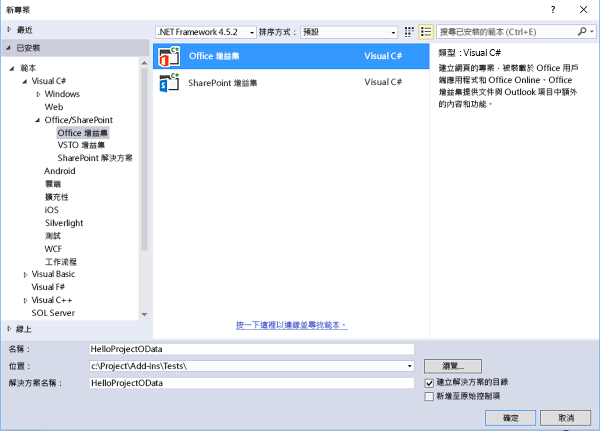 新專案
? ×
最近
.NET Framework 4.5.2 排序方式： 預設
搜尋已安裝的範本 (Ctrl+E)
已安裝
範本
Visual C#
Windows
Web
Office/SharePoint
Office 增益集
VSTO 增益集
SharePoint 解決方案
Android
雲端
擴充性
iOS
Silverlight
測試
WCF
工作流程
Visual Basic
Visual F#
Visual C++
SQL Server
線上
Office 增益集 Visual C#
SharePoint 增益集 Visual C#
按一下這裡以連線並尋找範本。
類型：Visual C#
建立網頁的專案，被裝載於 Office 用戶
端應用程式和 Office Online。Office
增益集提供文件與 Outlook 項目中額外
的內容和功能。
名稱： HelloProjectOData
位置： c:\Project\Add-ins\Tests\ 瀏覽...
解決方案名稱： HelloProjectOData
建立解決方案的目錄
新增至原始控制項
確定 取消